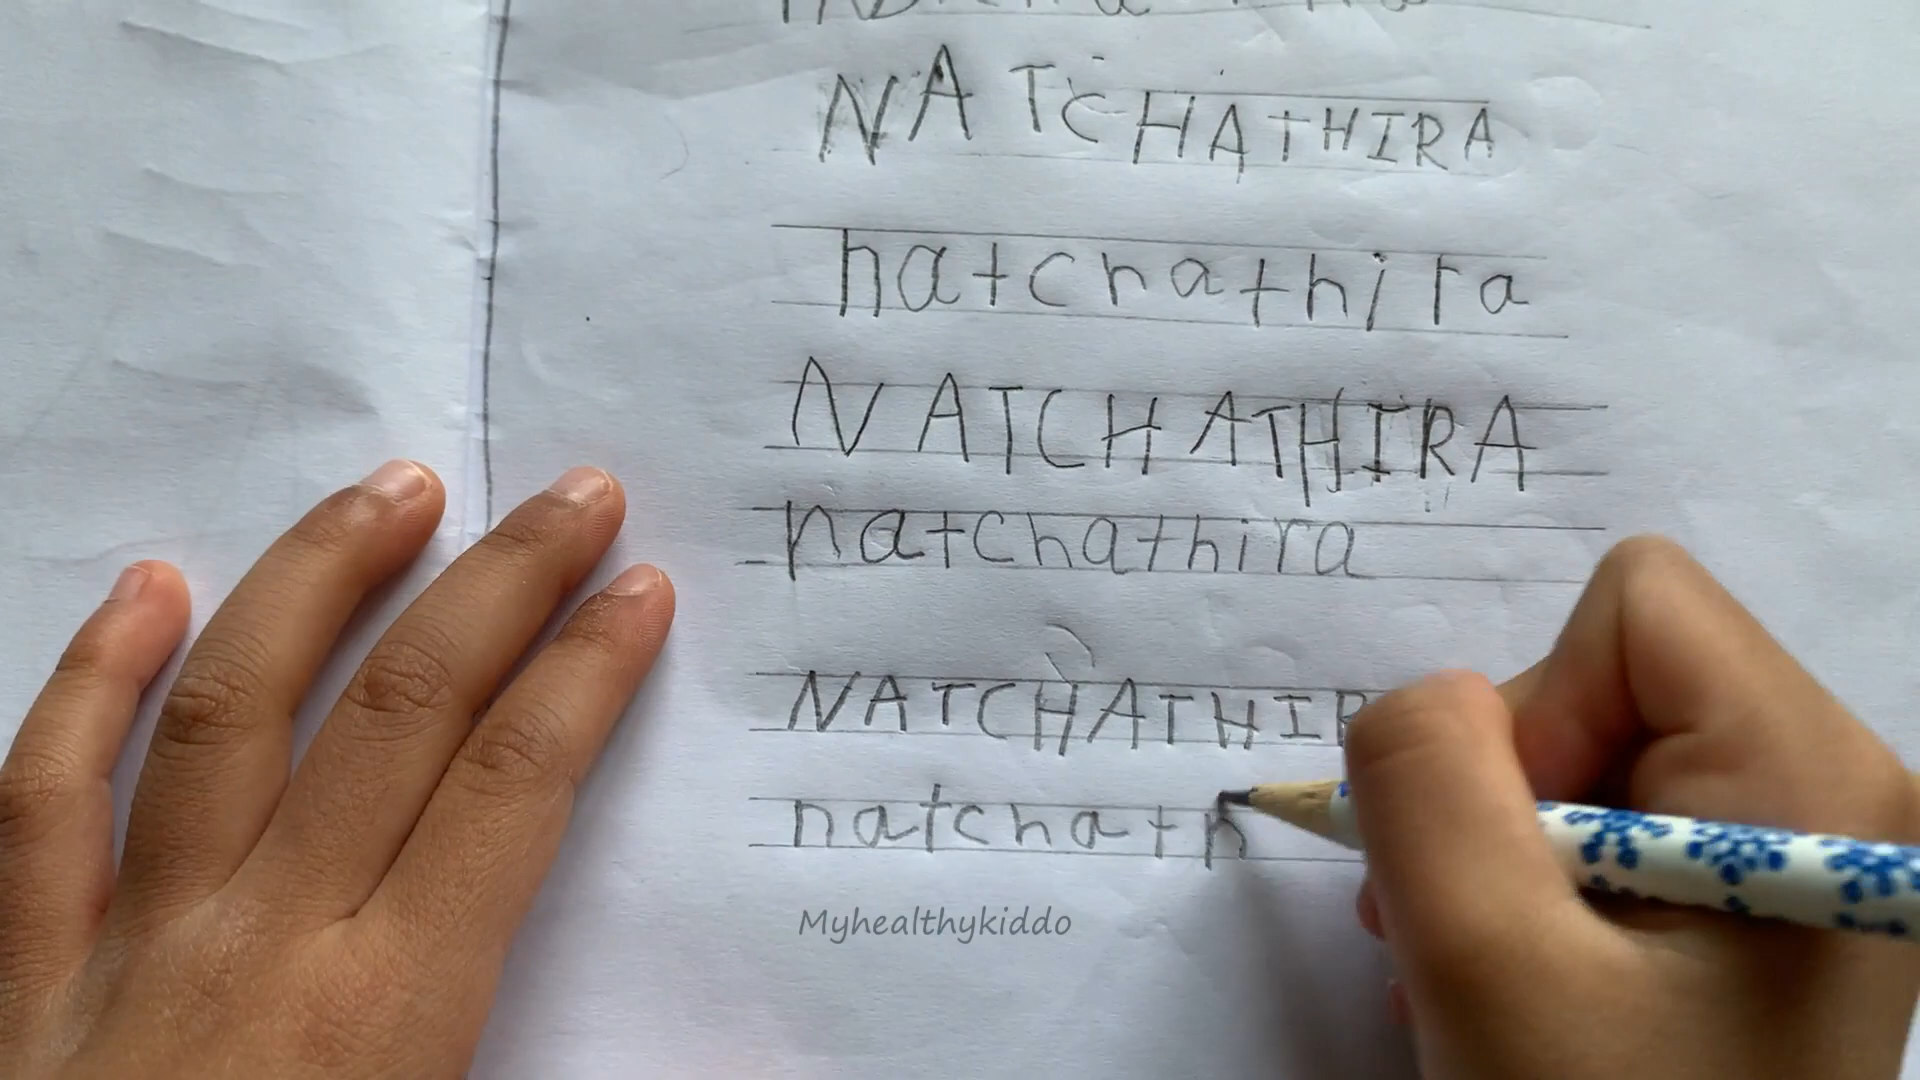 NATCHATHIRA
natchathira
NATCHATHIRA
natchathira
NATCHATHIR
natchath
Myhealthykiddo